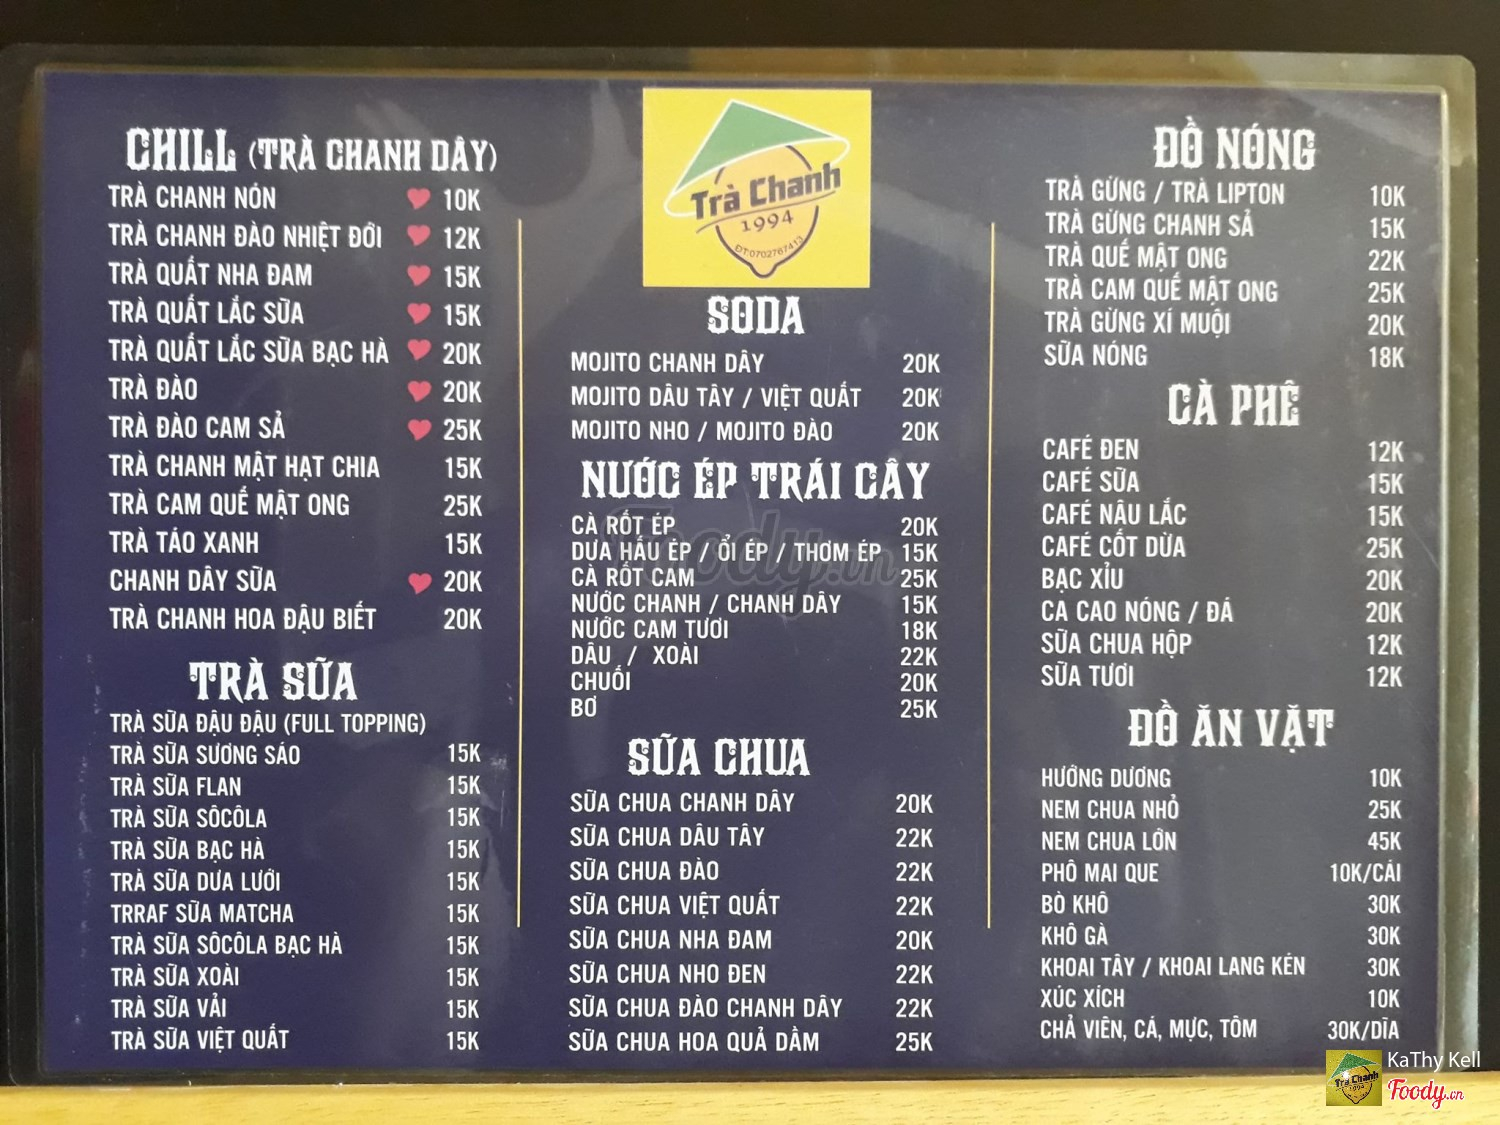 CHILL (TRÀ CHANH DÂY)
TRÀ CHANH NÓN 10K
TRÀ CHANH ĐÀO NHIỆT ĐỚI 12K
TRÀ QUẤT NHA ĐAM 15K
TRÀ QUẤT LẮC SỮA 15K
TRÀ QUẤT LẮC SỮA BẠC HÀ 20K
TRÀ ĐÀO 20K
TRÀ ĐÀO CAM SẢ 25K
TRÀ CHANH MẬT HẠT CHIA 15K
TRÀ CAM QUẾ MẬT ONG 25K
TRÀ TÁO XANH 15K
CHANH DÂY SỮA 20K
TRÀ CHANH HOA ĐẬU BIẾT 20K
TRÀ SỮA
TRÀ SỮA ĐẬU ĐẬU (FULL TOPPING)
TRÀ SỮA SƯƠNG SÁO 15K
TRÀ SỮA FLAN 15K
TRÀ SỮA SÔCÔLA 15K
TRÀ SỮA BẠC HÀ 15K
TRÀ SỮA DƯA LƯỚI 15K
TRRAF SỮA MATCHA 15K
TRÀ SỮA SÔCÔLA BẠC HÀ 15K
TRÀ SỮA XOÀI 15K
TRÀ SỮA VẢI 15K
TRÀ SỮA VIỆT QUẤT 15K
Trà Chanh
1994
ĐT:0702767413
SODA
MOJITO CHANH DÂY 20K
MOJITO DÂU TÂY / VIỆT QUẤT 20K
MOJITO NHO / MOJITO ĐÀO 20K
NƯỚC ÉP TRÁI CÂY
CÀ RỐT ÉP 20K
DƯA HẤU ÉP / ỔI ÉP / THƠM ÉP 15K
CÀ RỐT CAM 25K
NƯỚC CHANH / CHANH DÂY 15K
NƯỚC CAM TƯƠI 18K
DÂU / XOÀI 22K
CHUỐI 20K
BƠ 25K
Foody.vn
SỮA CHUA
SỮA CHUA CHANH DÂY 20K
SỮA CHUA DÂU TÂY 22K
SỮA CHUA ĐÀO 22K
SỮA CHUA VIỆT QUẤT 22K
SỮA CHUA NHA ĐAM 20K
SỮA CHUA NHO ĐEN 22K
SỮA CHUA ĐÀO CHANH DÂY 22K
SỮA CHUA HOA QUẢ DẦM 25K
ĐỒ NÓNG
TRÀ GỪNG / TRÀ LIPTON 10K
TRÀ GỪNG CHANH SẢ 15K
TRÀ QUẾ MẬT ONG 22K
TRÀ CAM QUẾ MẬT ONG 25K
TRÀ GỪNG XÍ MUỘI 20K
SỮA NÓNG 18K
CÀ PHÊ
CAFÉ ĐEN 12K
CAFÉ SỮA 15K
CAFÉ NÂU LẮC 15K
CAFÉ CỐT DỪA 25K
BẠC XỈU 20K
CA CAO NÓNG / ĐÁ 20K
SỮA CHUA HỘP 12K
SỮA TƯƠI 12K
ĐỒ ĂN VẶT
HƯỚNG DƯƠNG 10K
NEM CHUA NHỎ 25K
NEM CHUA LỚN 45K
PHÔ MAI QUE 10K/CÁI
BÒ KHÔ 30K
KHÔ GÀ 30K
KHOAI TÂY / KHOAI LANG KÉN 30K
XÚC XÍCH 10K
CHẢ VIÊN, CÁ, MỰC, TÔM 30K/DĨA
Trà Chanh
1994
KaThy Kell
Foody.vn